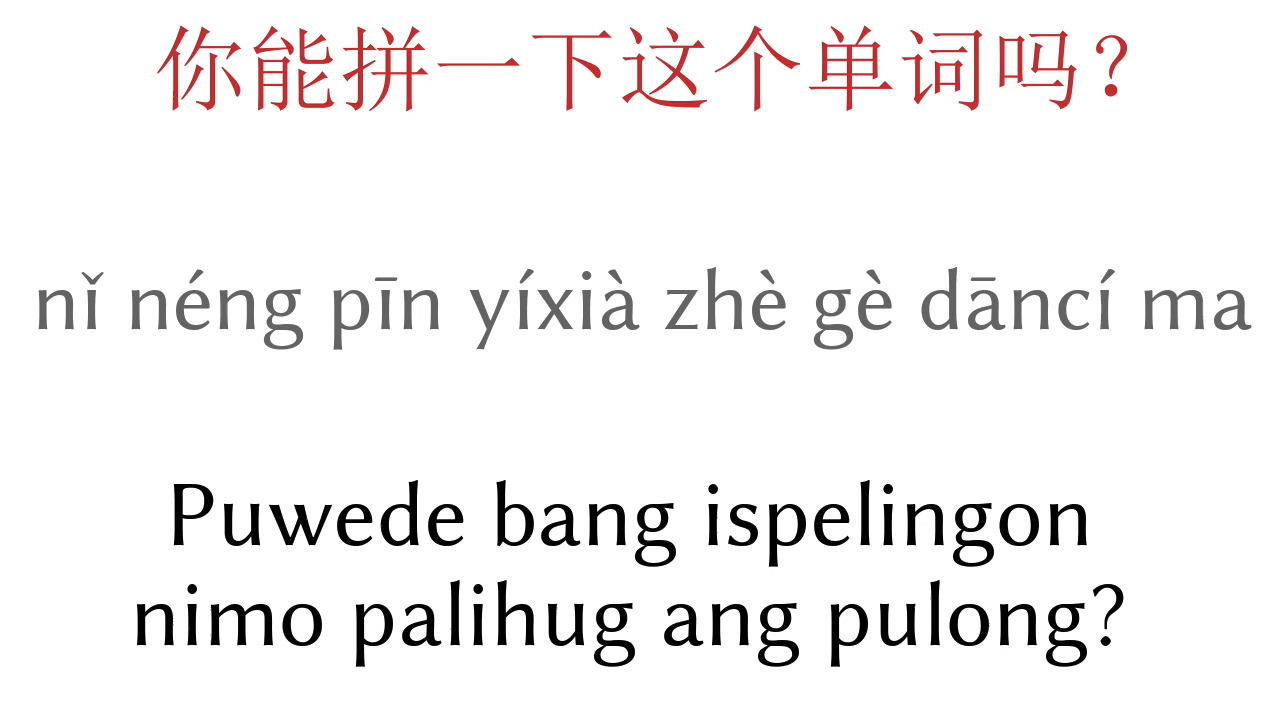 你能拼一下这个单词吗？
nǐ néng pīn yíxià zhè gè dāncí ma
Puwede bang ispelingon
nimo palihug ang pulong?